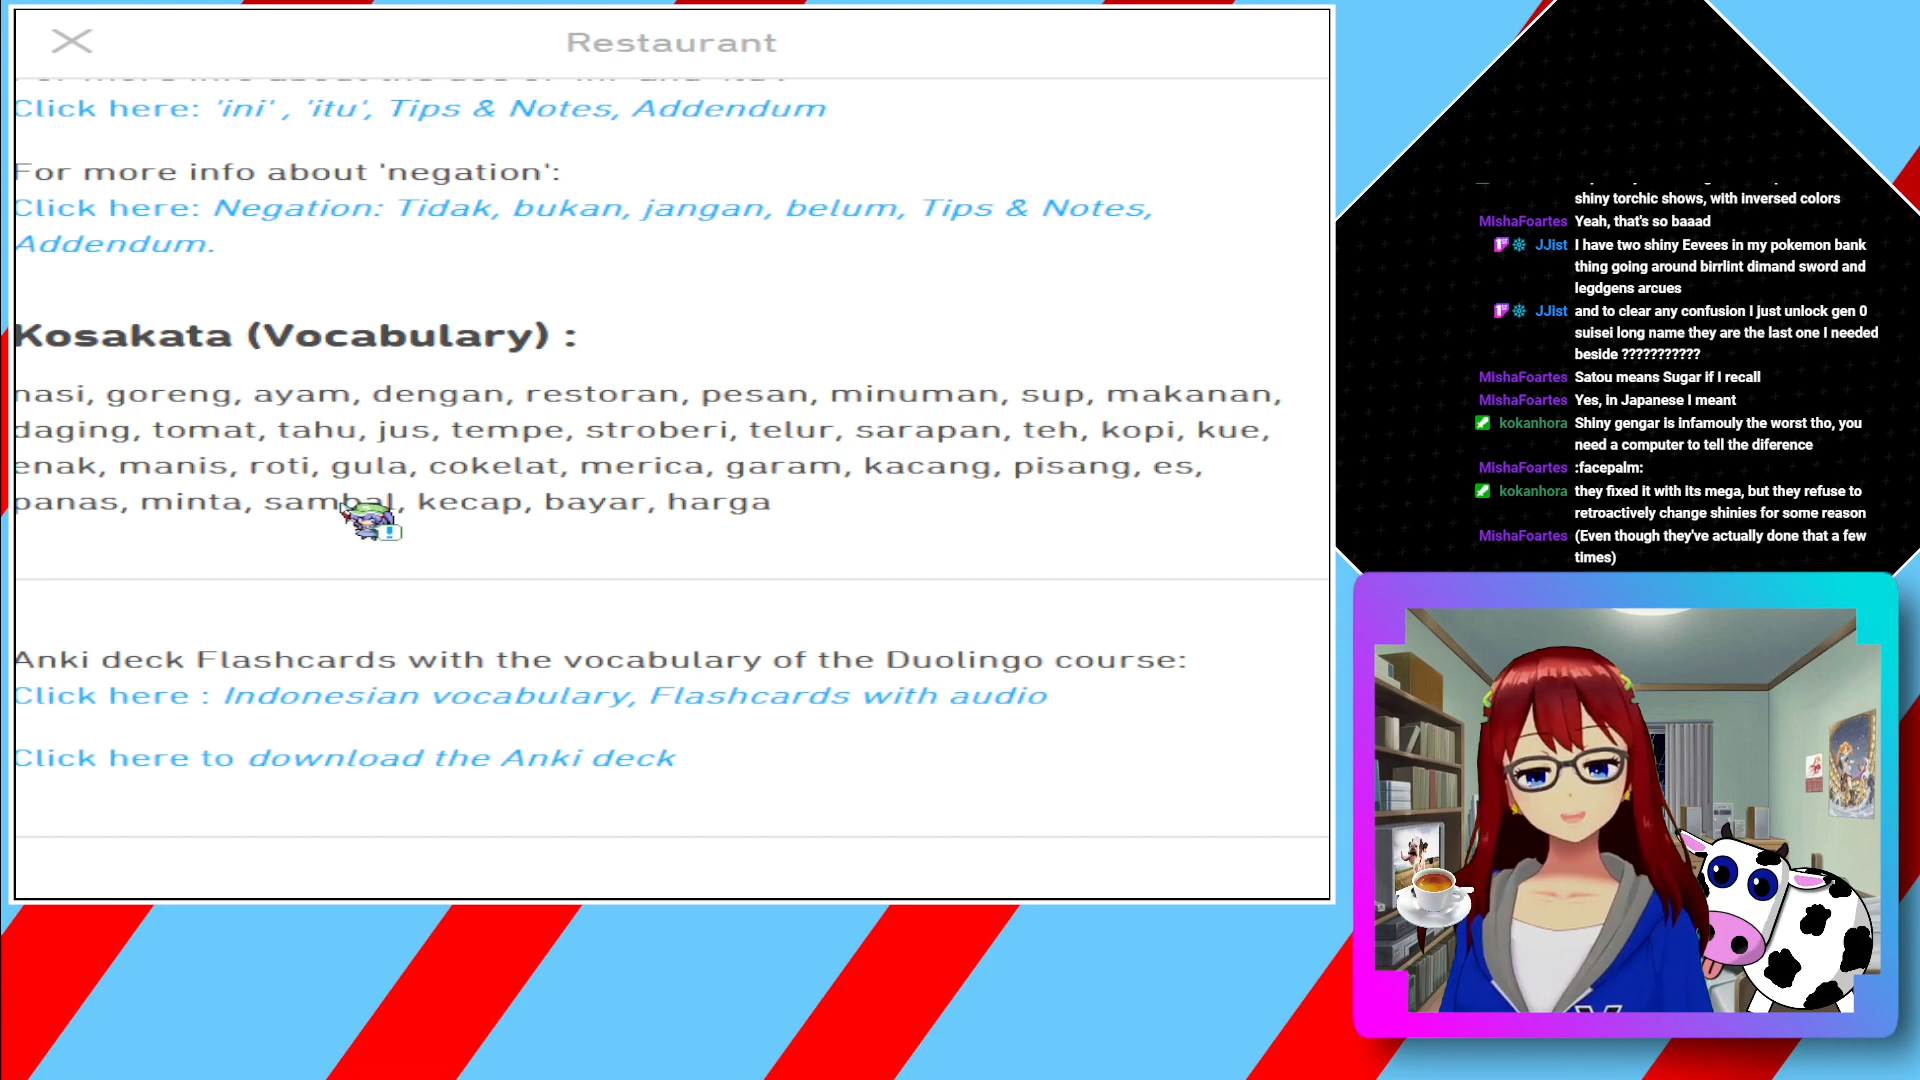 Restaurant
Click here: 'ini' , 'itu', Tips & Notes, Addendum
For more info about 'negation':
Click here: Negation: Tidak, bukan, jangan, belum, Tips & Notes,
Addendum.
Kosakata (Vocabulary) :
nasi, goreng, ayam, dengan, restoran, pesan, minuman, sup, makanan,
daging, tomat, tahu, jus, tempe, stroberi, telur, sarapan, teh, kopi, kue,
enak, manis, roti, gula, cokelat, merica, garam, kacang, pisang, es,
panas, minta, sambal, kecap, bayar, harga
Anki deck Flashcards with the vocabulary of the Duolingo course:
Click here : Indonesian vocabulary, Flashcards with audio
Click here to download the Anki deck
shiny torchic shows, with inversed colors
MishaFoartes Yeah, that's so baaad
JJist I have two shiny Eevees in my pokemon bank
thing going around birrlint dimand sword and
legdgens arcues
JJist and to clear any confusion I just unlock gen 0
suisei long name they are the last one I needed
beside ???????????
MishaFoartes Satou means Sugar if I recall
MishaFoartes Yes, in Japanese I meant
kokanhora Shiny gengar is infamouly the worst tho, you
need a computer to tell the diference
MishaFoartes :facepalm:
kokanhora they fixed it with its mega, but they refuse to
retroactively change shinies for some reason
MishaFoartes (Even though they've actually done that a few
times)